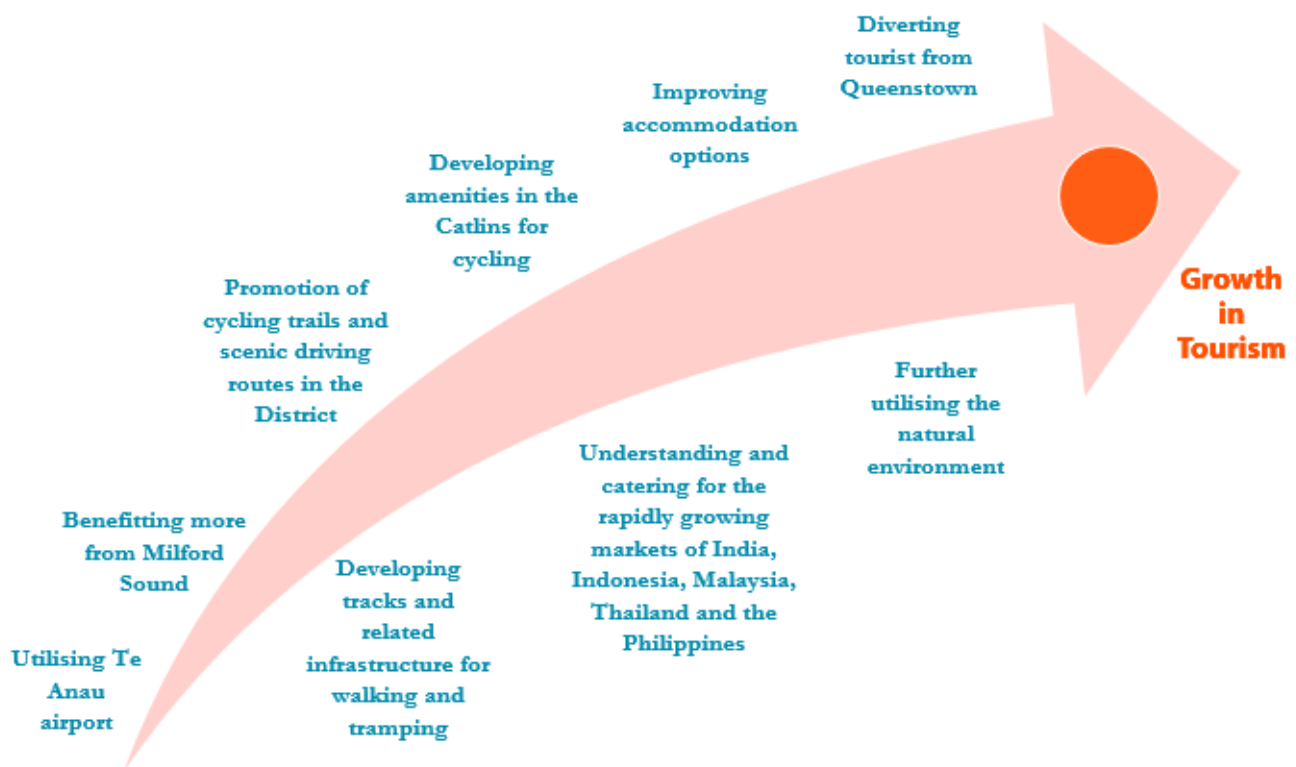 Diverting
tourist from
Queenstown
Improving
accommodation
options
Developing
amenities in the
Catlins for
cycling
Promotion of
cycling trails and
scenic driving
routes in the
District
Benefitting more
from Milford
Sound
Utilising Te
Anau
airport
Growth
in
Tourism
Further
utilising the
natural
environment
Understanding and
catering for the
rapidly growing
markets of India,
Indonesia, Malaysia,
Thailand and the
Philippines
Developing
tracks and
related
infrastructure for
walking and
tramping